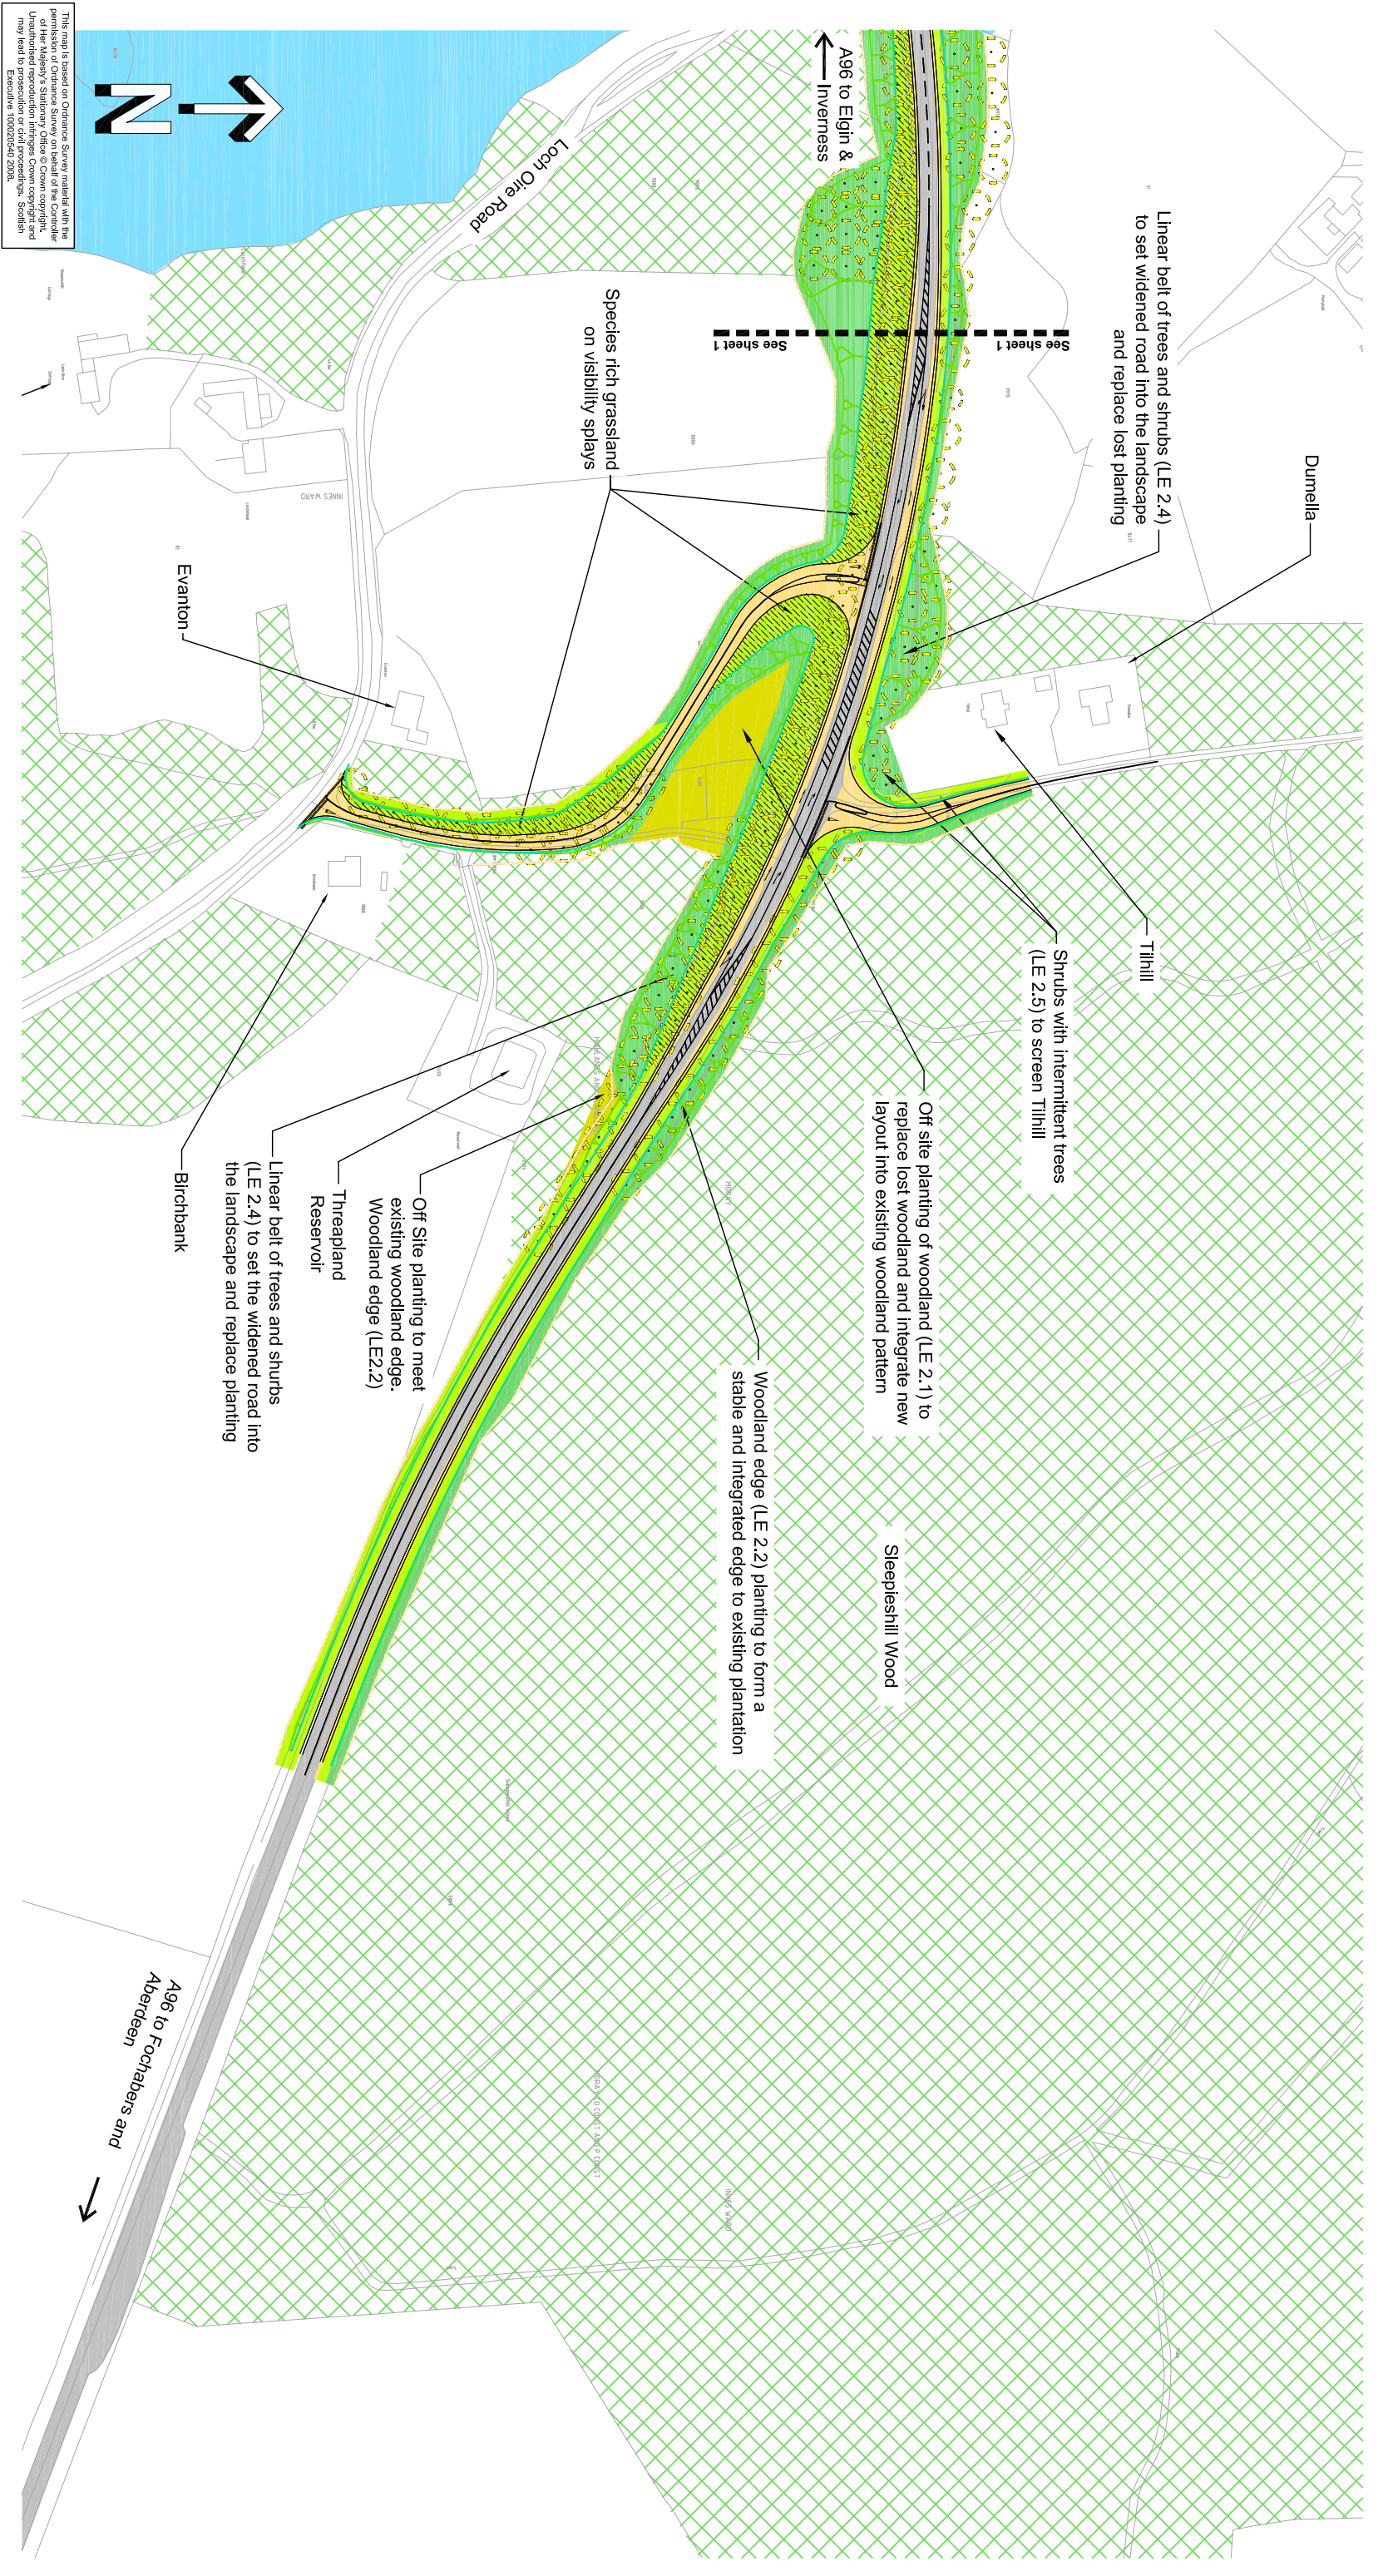 Dumella
Linear belt of trees and shrubs (LE 2.4)
to set widened road into the landscape
and replace lost planting
Tilhill
Shrubs with intermittent trees
(LE 2.5) to screen Tilhill
See sheet 1
See sheet 1
A96 to Elgin &
Inverness
Off site planting of woodland (LE 2.1) to
replace lost woodland and integrate new
layout into existing woodland pattern
Sleepieshill Wood
Woodland edge (LE 2.2) planting to form a
stable and integrated edge to existing plantation
Species rich grassland
on visibility splays
Loch Oire Road
Off Site planting to meet
existing woodland edge.
Woodland edge (LE2.2)
Threapland
Reservoir
Linear belt of trees and shurbs
(LE 2.4) to set the widened road into
the landscape and replace planting
Evanton
Birchbank
A96 to Fochabers and
Aberdeen
INNES WARD
INNES WARD
MORAY
Reservoir
N
This map is based on Ordnance Survey material with the
permission of Ordnance Survey on behalf of the Controller
of Her Majesty's Stationary Office © Crown copyright.
Unauthorised reproduction infringes Crown copyright and
may lead to prosecution or civil proceedings. Scottish
Executive 100020540 2008.